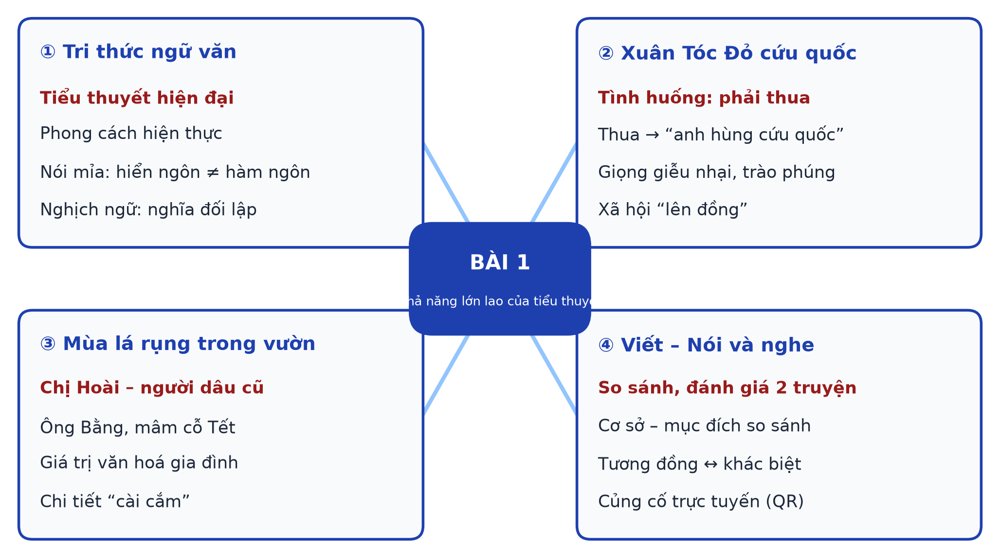 ① Tri thức ngữ văn
Tiểu thuyết hiện đại
Phong cách hiện thực
Nói mỉa: hiển ngôn ≠ hàm ngôn
Nghịch ngữ: nghĩa đối lập
② Xuân Tóc Đỏ cứu quốc
Tình huống: phải thua
Thua → “anh hùng cứu quốc”
Giọng giễu nhại, trào phúng
Xã hội “lên đồng”
BÀI 1
năng lớn lao của tiểu
③ Mùa lá rụng trong vườn
Chị Hoài – người dâu cũ
Ông Bằng, mâm cỗ Tết
Giá trị văn hoá gia đình
Chi tiết “cài cắm”
④ Viết – Nói và nghe
So sánh, đánh giá 2 truyện
Cơ sở – mục đích so sánh
Tương đồng ↔ khác biệt
Củng cố trực tuyến (QR)